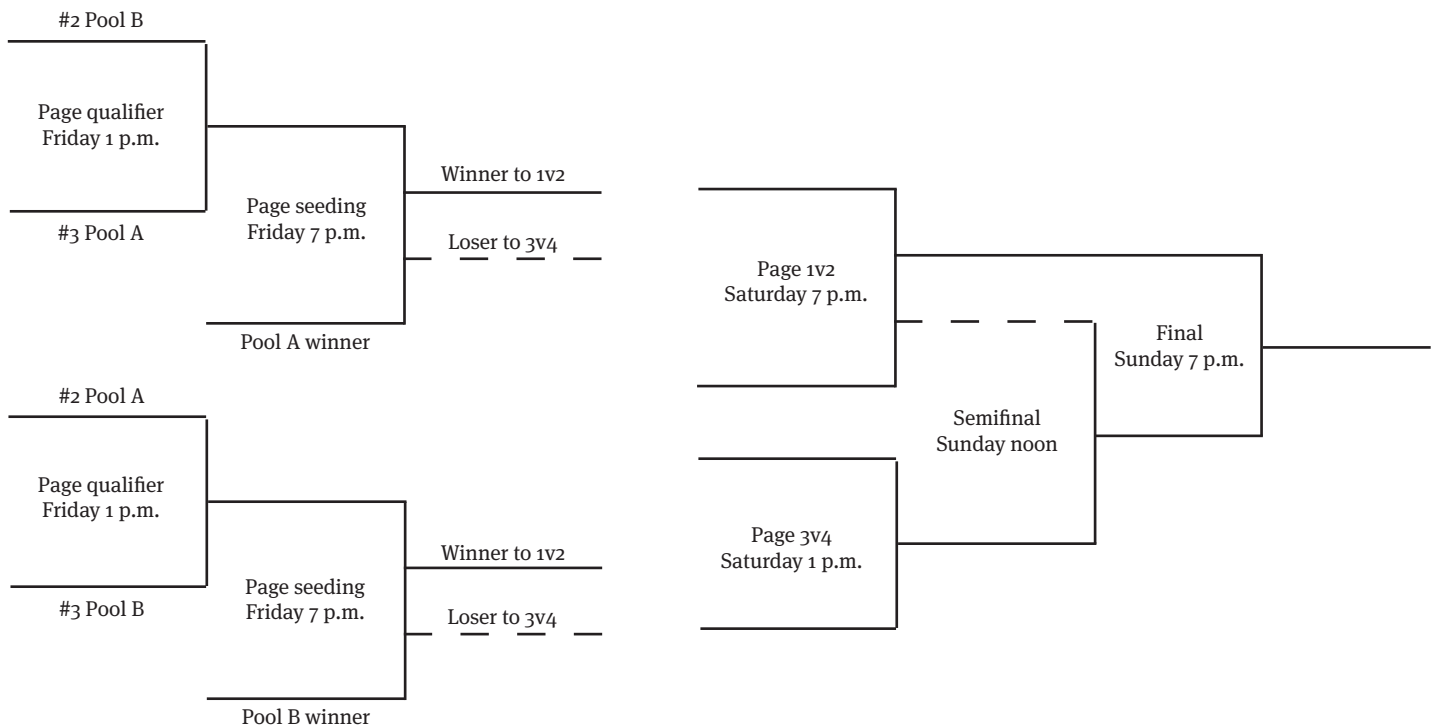 #2 Pool B
Page qualifier
Friday 1 p.m.
#3 Pool A
Page seeding
Friday 7 p.m.
Winner to 1v2
Loser to 3v4
Pool A winner
#2 Pool A
Page qualifier
Friday 1 p.m.
#3 Pool B
Page seeding
Friday 7 p.m.
Winner to 1v2
Loser to 3v4
Pool B winner
Page 1v2
Saturday 7 p.m.
Page 3v4
Saturday 1 p.m.
Semifinal
Sunday noon
Final
Sunday 7 p.m.